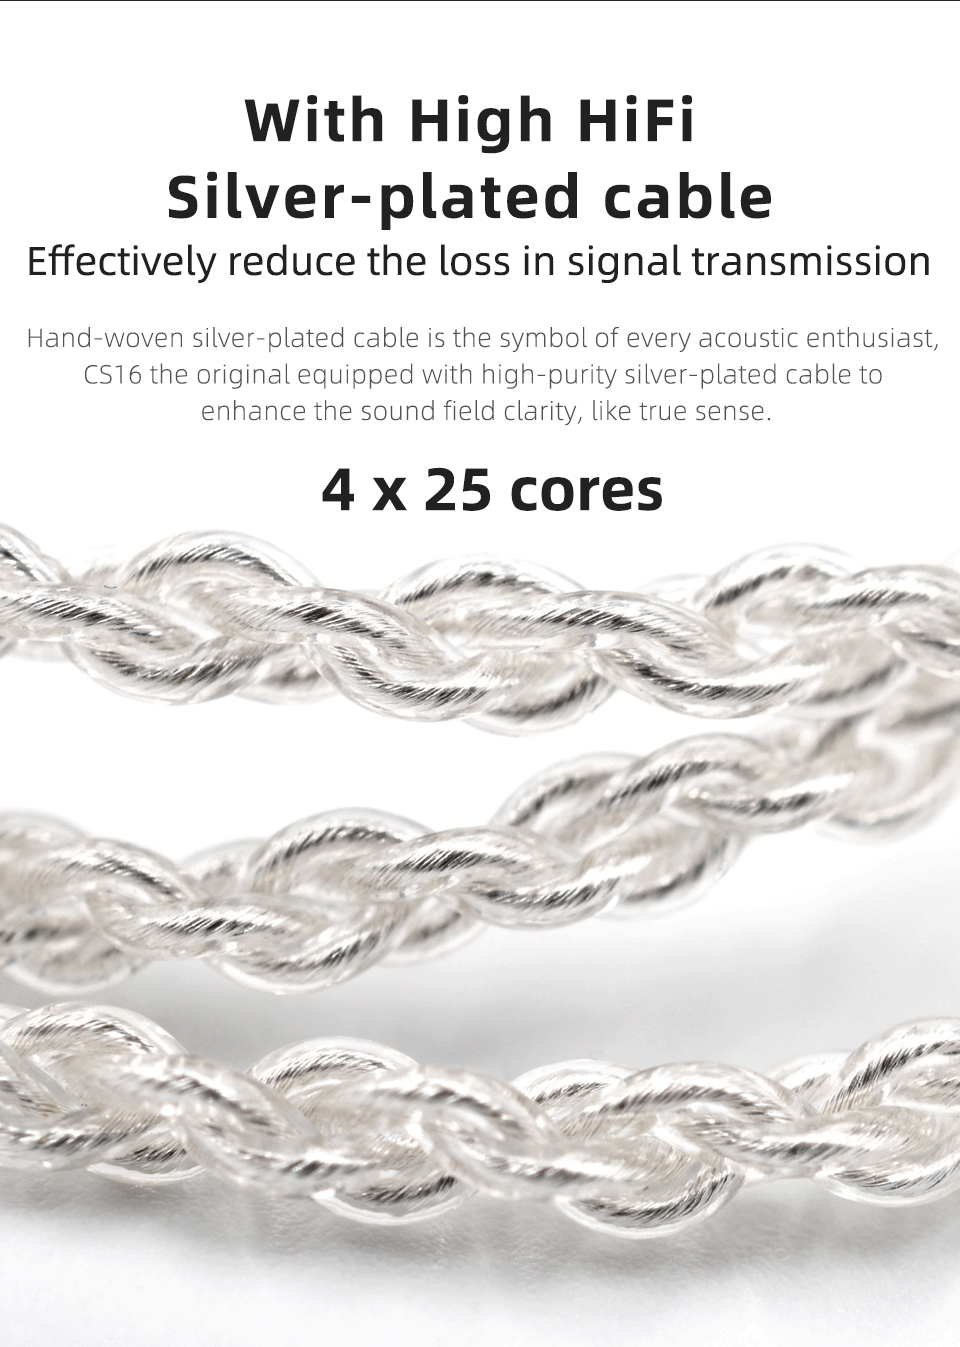 With High HiFi
Silver-plated cable
Effectively reduce the loss in signal transmission
Hand-woven silver-plated cable is the symbol of every acoustic enthusiast,
CS16 the original equipped with high-purity silver-plated cable to
enhance the sound field clarity, like true sense.
4 x 25 cores